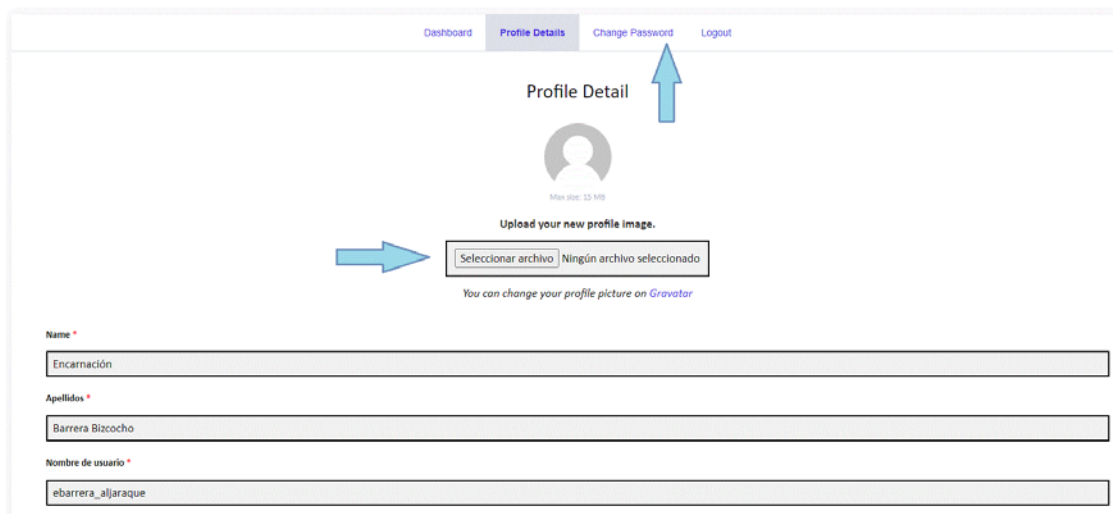 Dashboard Profile Details Change Password Logout
Profile Detail
Max size: 15 MB
Upload your new profile image.
Seleccionar archivo Ningún archivo seleccionado
You can change your profile picture on Gravatar
Name *
Encarnación
Apellidos *
Barrera Bizcocho
Nombre de usuario *
ebarrera_aljaraque